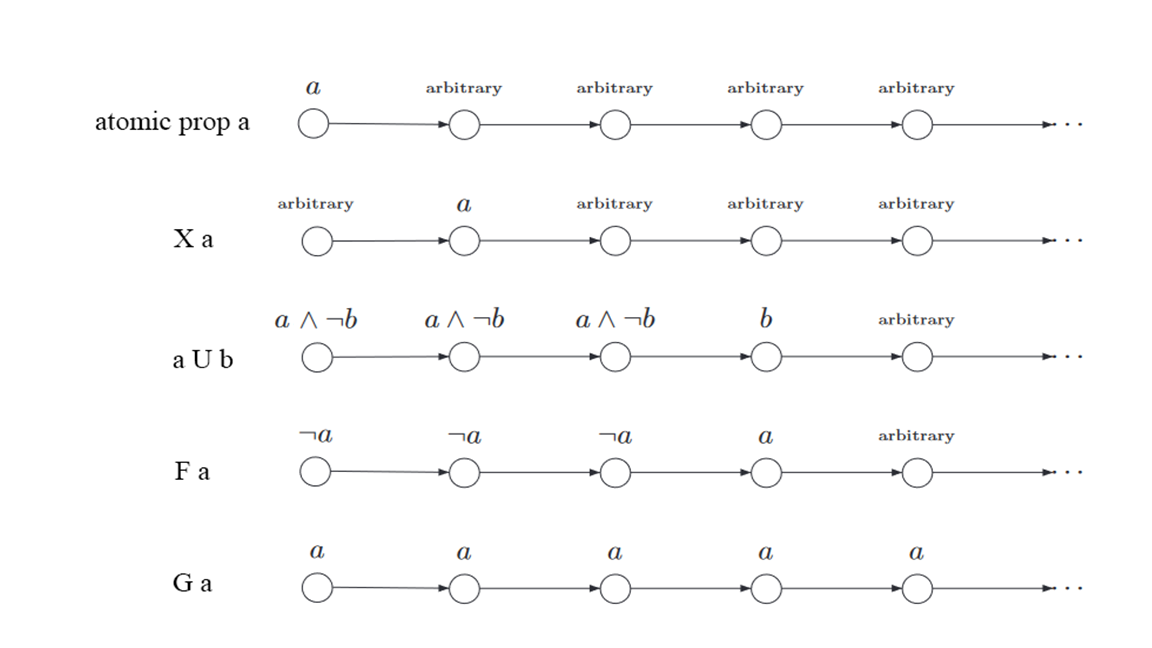 a arbitrary arbitrary arbitrary arbitrary
atomic prop a ...
arbitrary a arbitrary arbitrary arbitrary
X a ...
a ∧ ¬b a ∧ ¬b a ∧ ¬b b arbitrary
a U b ...
¬a ¬a ¬a a arbitrary
F a ...
a a a a a
G a ...